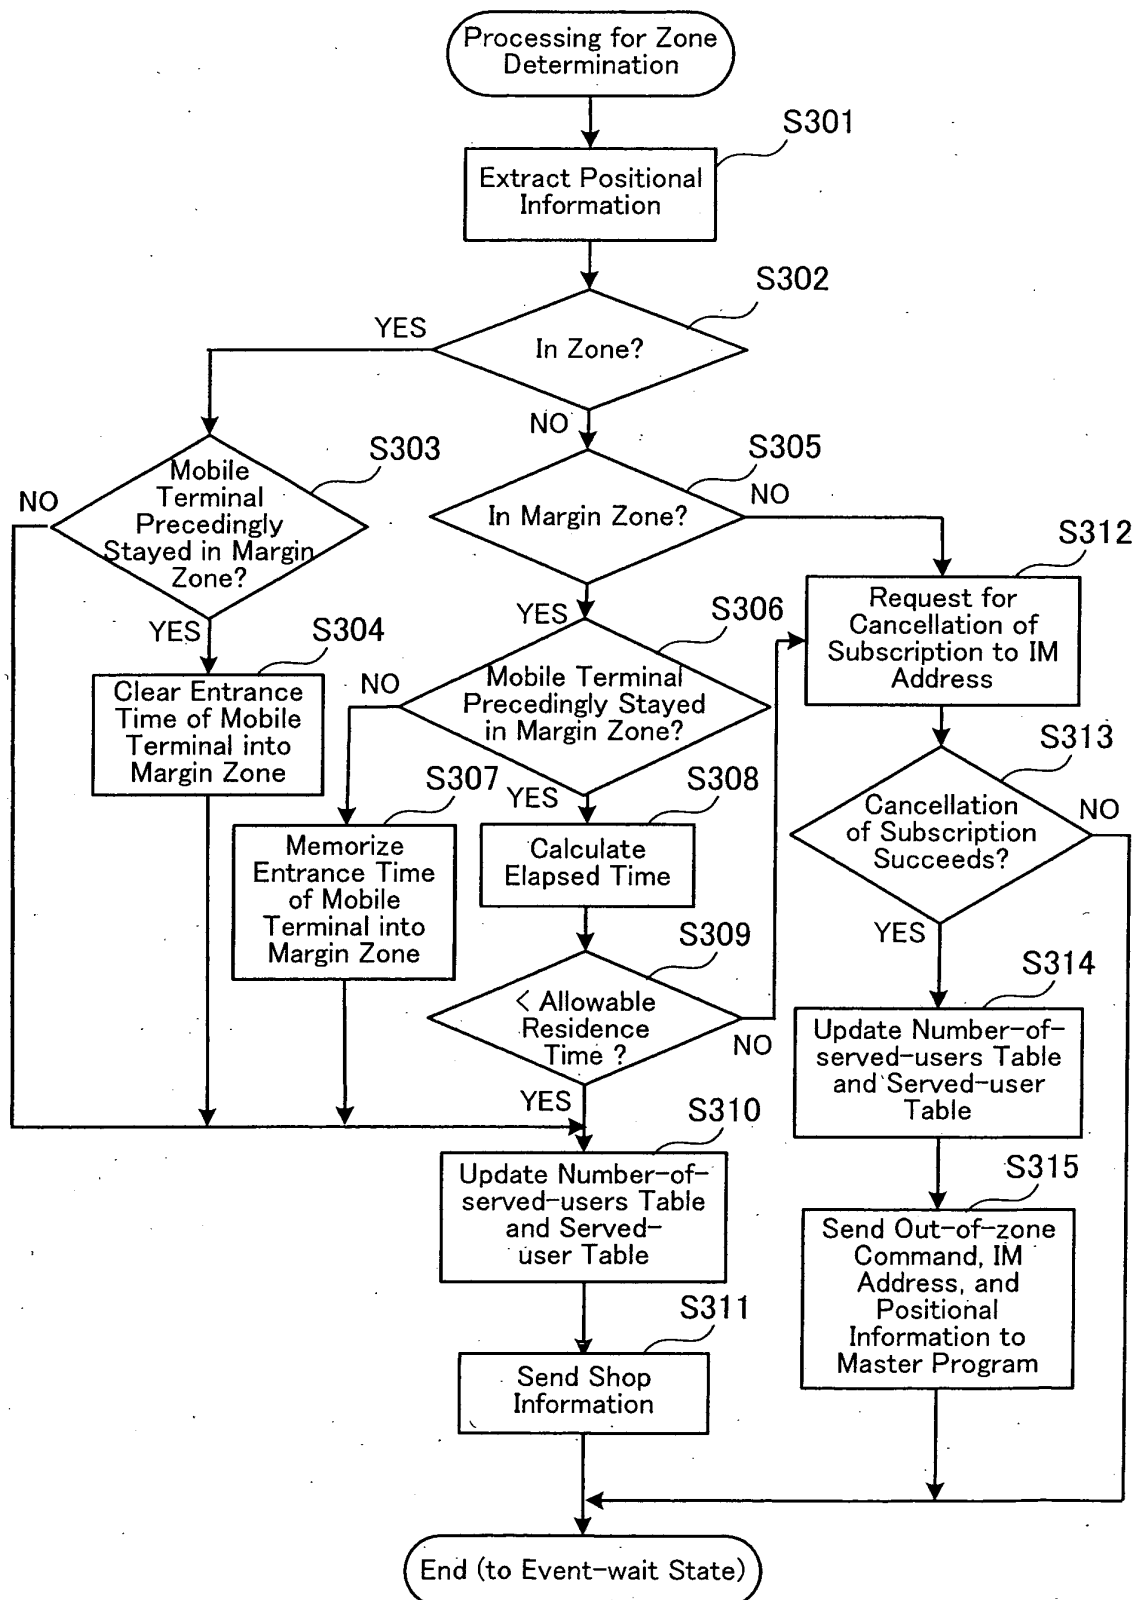 Processing for Zone
Determination
S301
Extract Positional
Information
S302
YES
In Zone?
NO
S303
NO
Mobile
Terminal
Precedingly
Stayed in Margin
Zone?
YES
S304
Clear Entrance
Time of Mobile
Terminal into
Margin Zone
S305
In Margin Zone?
NO
YES
S306
NO
Mobile Terminal
Precedingly Stayed
in Margin Zone?
YES
S307
Memorize
Entrance Time
of Mobile
Terminal into
Margin Zone
S308
Calculate
Elapsed Time
S309
< Allowable
Residence
Time ?
NO
YES
S310
Update Number-of-
served-users Table
and Served-
user Table
S311
Send Shop
Information
S312
Request for
Cancellation of
Subscription to IM
Address
S313
Cancellation
of Subscription
Succeeds?
NO
YES
S314
Update Number-of-
served-users Table
and Served-user
Table
S315
Send Out-of-zone
Command, IM
Address, and
Positional
Information to
Master Program
End (to Event-wait State)